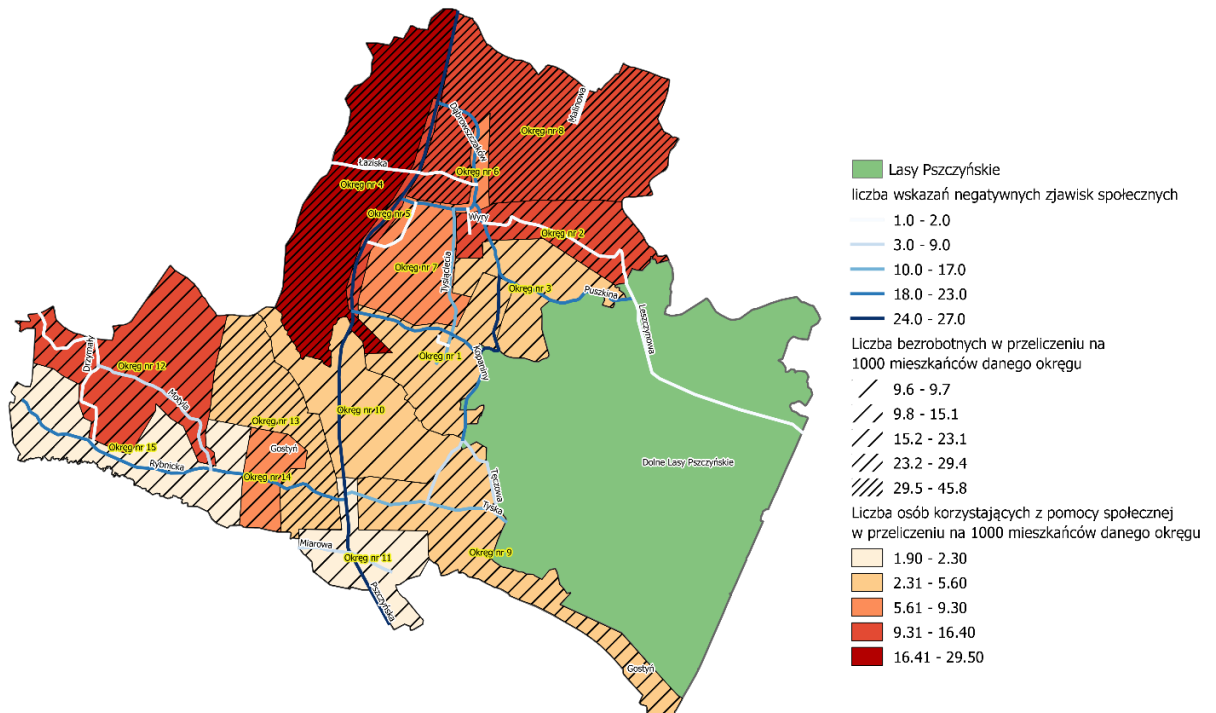 Dąbrowszczaków
Malinowa
Okręg nr 8
Łaziska
Okręg nr 6
Okręg nr 4
Okręg nr 5
Wyry
Okręg nr 2
Okręg nr 7
Tysiąclecia
Okręg nr 3
Puszkina
Leszczynowa
Okręg nr 1
Kopaniny
Drzymały
Okręg nr 12
Motyla
Okręg nr 10
Okręg nr 13
Gostyń
Okręg nr 15
Rybnicka
Okręg nr 14
Dolne Lasy Pszczyńskie
Tęczowa
Tyska
Miarowa
Okręg nr 11
Okręg nr 9
Pszczyńska
Gostyń
Lasy Pszczyńskie
liczba wskazań negatywnych zjawisk społecznych
1.0 - 2.0
3.0 - 9.0
10.0 - 17.0
18.0 - 23.0
24.0 - 27.0
Liczba bezrobotnych w przeliczeniu na
1000 mieszkańców danego okręgu
9.6 - 9.7
9.8 - 15.1
15.2 - 23.1
23.2 - 29.4
29.5 - 45.8
Liczba osób korzystających z pomocy społecznej
w przeliczeniu na 1000 mieszkańców danego okręgu
1.90 - 2.30
2.31 - 5.60
5.61 - 9.30
9.31 - 16.40
16.41 - 29.50